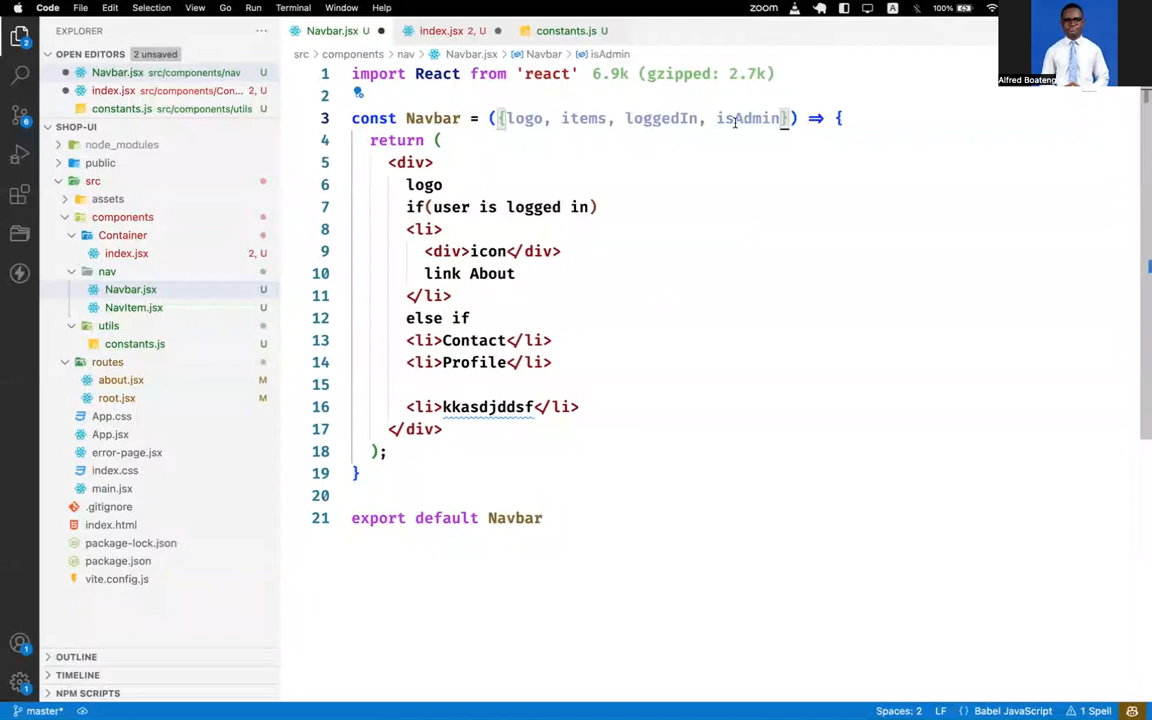 Code File Edit Selection View Go Run Terminal Window Help zoom A 100%
EXPLORER
OPEN EDITORS 2 unsaved
Navbar.jsx src/components/nav U
index.jsx src/components/Con... 2, U
constants.js src/components/utils U
SHOP-UI
node_modules
public
src
assets
components
Container
index.jsx 2, U
nav
Navbar.jsx U
NavItem.jsx U
utils
constants.js U
routes
about.jsx M
root.jsx M
App.css
App.jsx
error-page.jsx
index.css
main.jsx
.gitignore
index.html
package-lock.json
package.json
vite.config.js
OUTLINE
TIMELINE
NPM SCRIPTS
2
1
1
Navbar.jsx U
index.jsx 2, U
constants.js U
src > components > nav > Navbar.jsx > Navbar > isAdmin
1 import React from 'react' 6.9k (gzipped: 2.7k)
2
3 const Navbar = ({logo, items, loggedIn, isAdmin}) => {
4 return (
5 <div>
6 logo
7 if(user is logged in)
8 <li>
9 <div>icon</div>
10 link About
11 </li>
12 else if
13 <li>Contact</li>
14 <li>Profile</li>
15
16 <li>kkasdjddsf</li>
17 </div>
18 );
19 }
20
21 export default Navbar
Alfred Boateng
master* Spaces: 2 LF {} Babel JavaScript 1 Spell